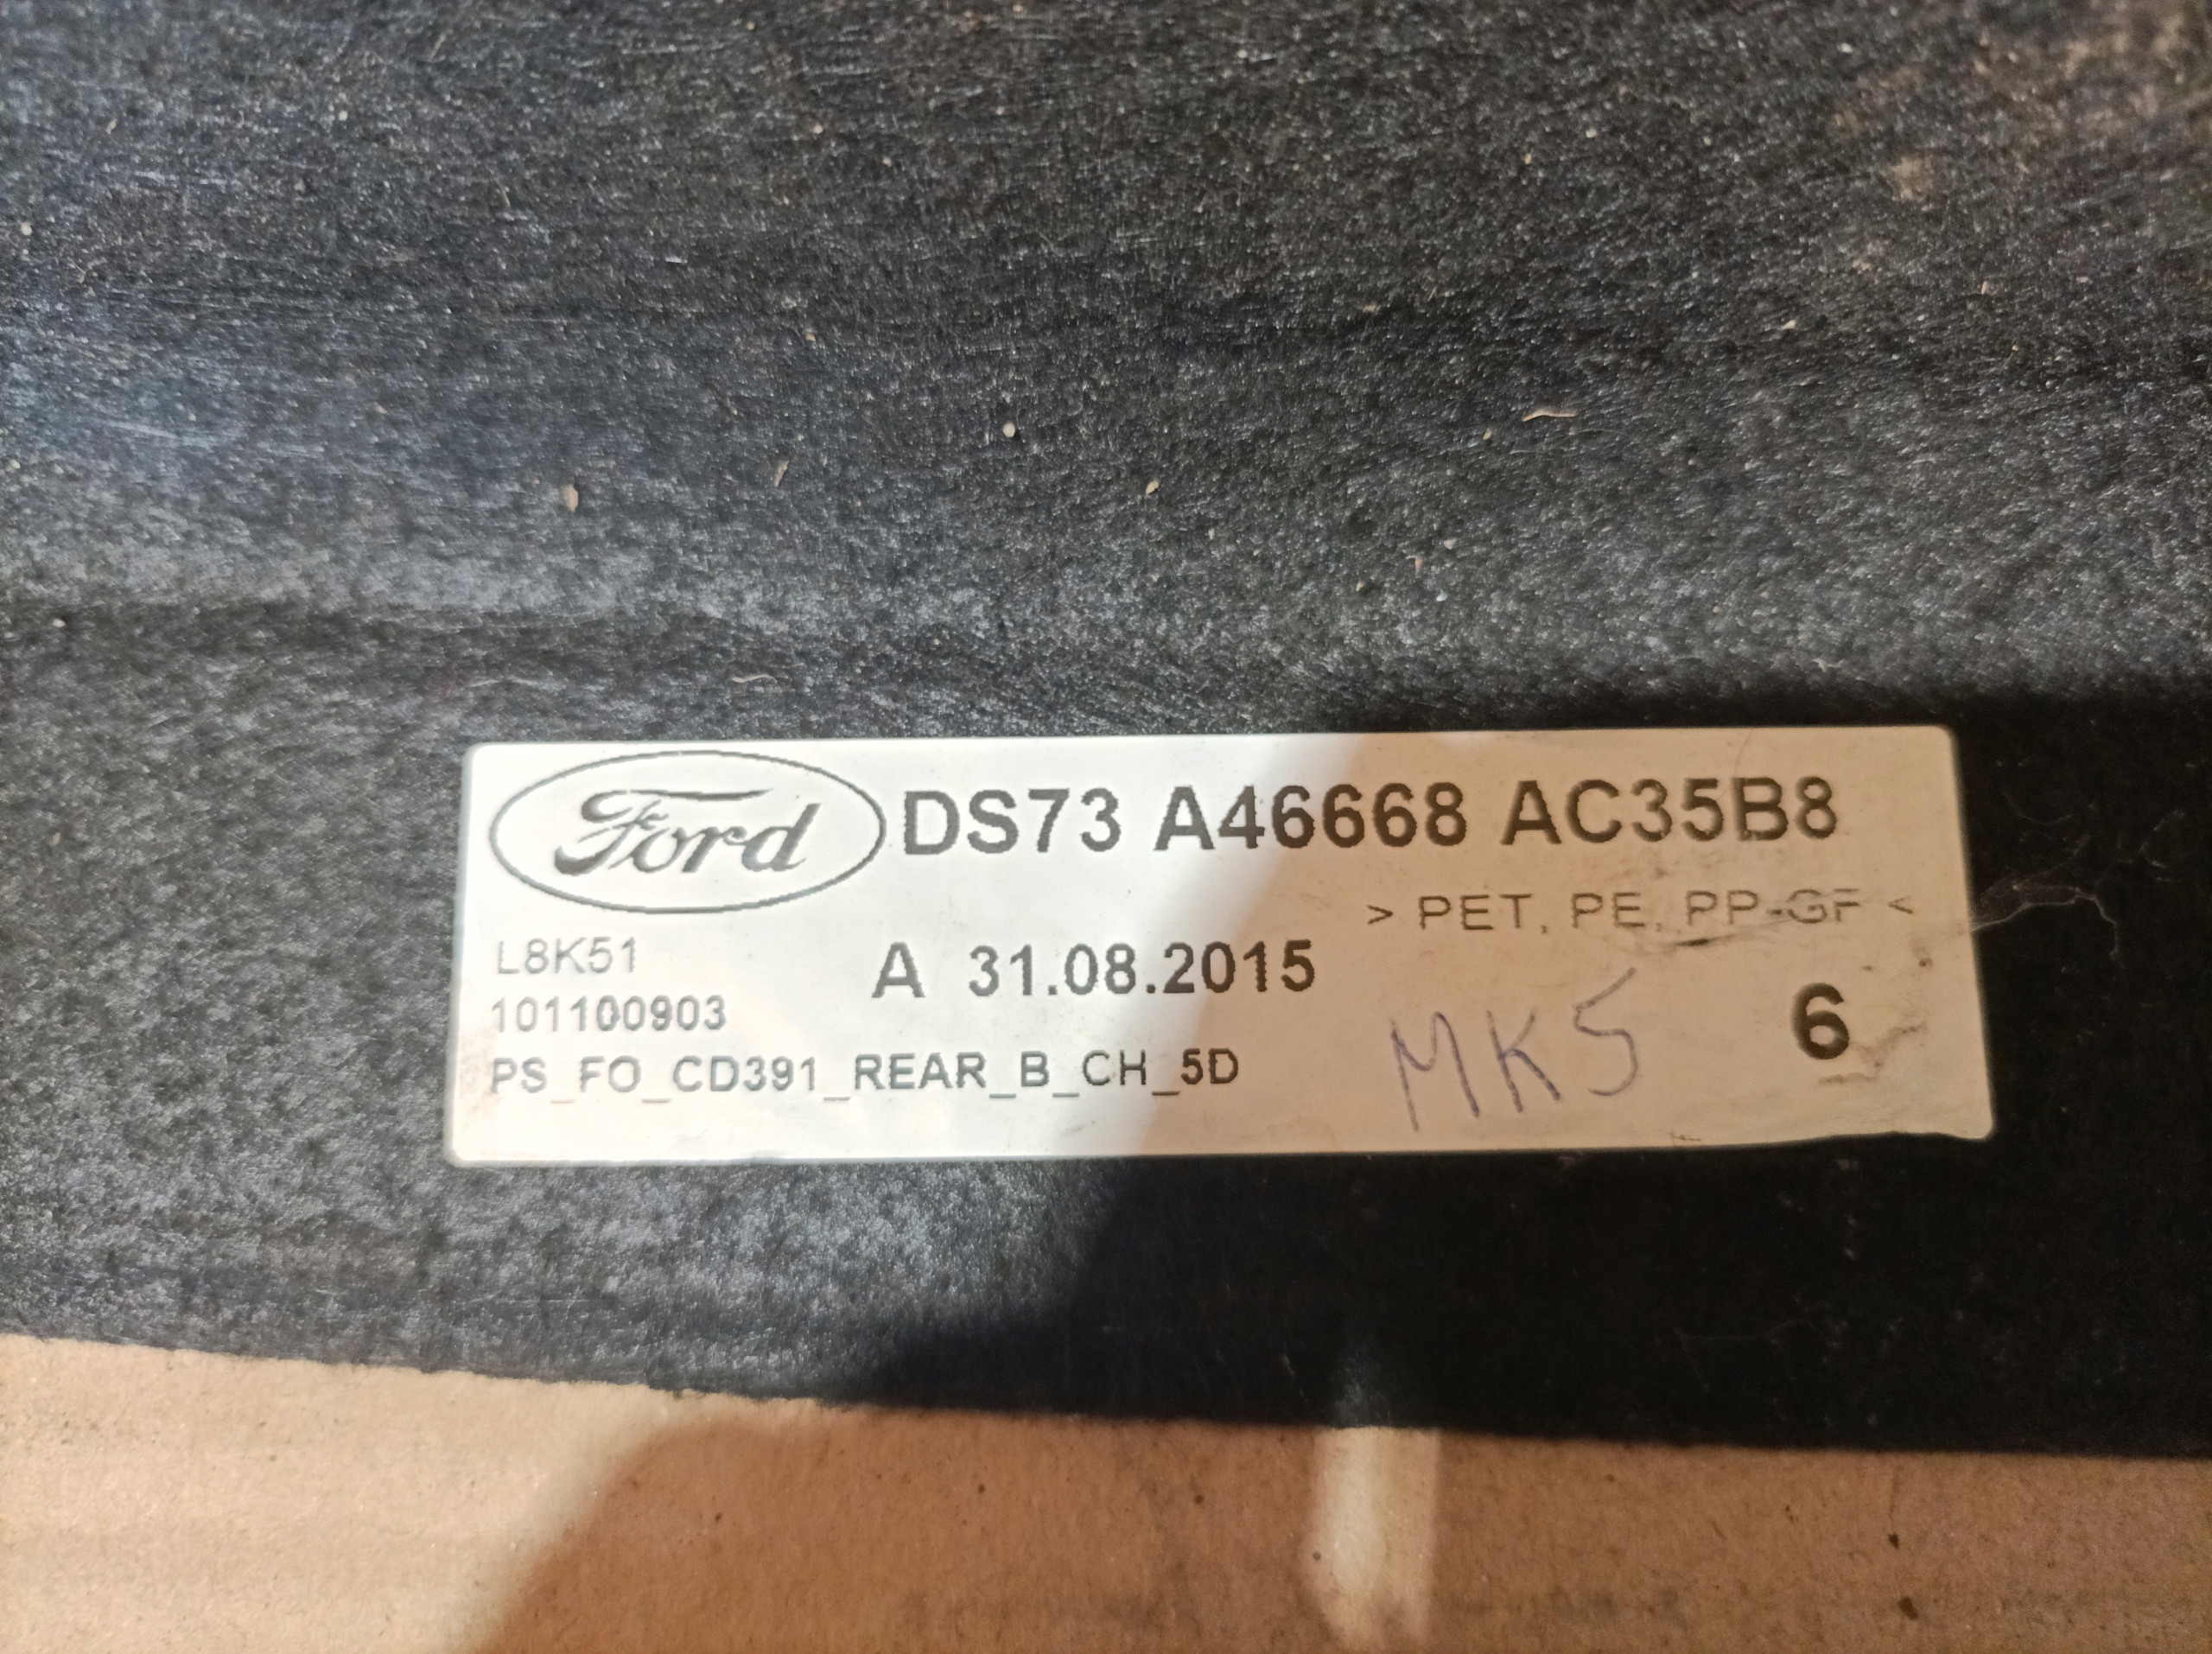 Ford DS73 A46668 AC35B8
> PET, PE, PP-GF <
L8K51
A 31.08.2015
101100903
MK5 6
PS_FO_CD391_REAR_B_CH_5D